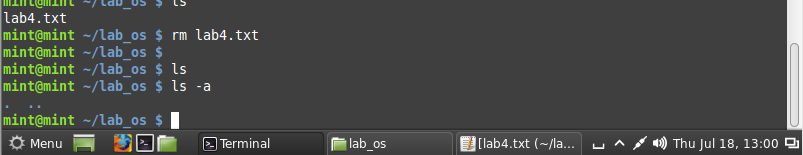 mint@mint ~/lab_os $ ls
lab4.txt
mint@mint ~/lab_os $ rm lab4.txt
mint@mint ~/lab_os $
mint@mint ~/lab_os $ ls
mint@mint ~/lab_os $ ls -a
.  ..
mint@mint ~/lab_os $
Menu Terminal lab_os [lab4.txt (~/la... Thu Jul 18, 13:00